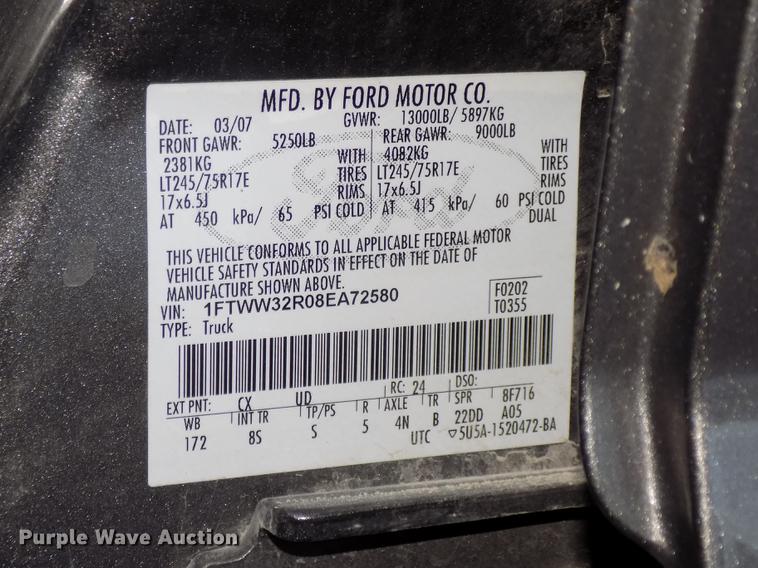 MFD. BY FORD MOTOR CO.
DATE: 03/07 GVWR: 13000LB/ 5897KG
FRONT GAWR: 5250LB REAR GAWR: 9000LB
2381KG WITH 4082KG WITH
LT245/75R17E TIRES LT245/75R17E TIRES
17x6.5J RIMS 17x6.5J RIMS
AT 450 kPa/ 65 PSI COLD AT 415 kPa/ 60 PSI COLD
DUAL
Ford
THIS VEHICLE CONFORMS TO ALL APPLICABLE FEDERAL MOTOR
VEHICLE SAFETY STANDARDS IN EFFECT ON THE DATE OF
MANUFACTURE SHOWN ABOVE.
VIN: 1FTWW32R08EA72580 F0202
TYPE: Truck T0355
EXT PNT: CX UD RC: 24 DSO:
WB INT TR TP/PS R AXLE TR SPR 8F716
172 8S S 5 4N B 22DD A05
UTC ▽5U5A-1520472-BA
Purple Wave Auction